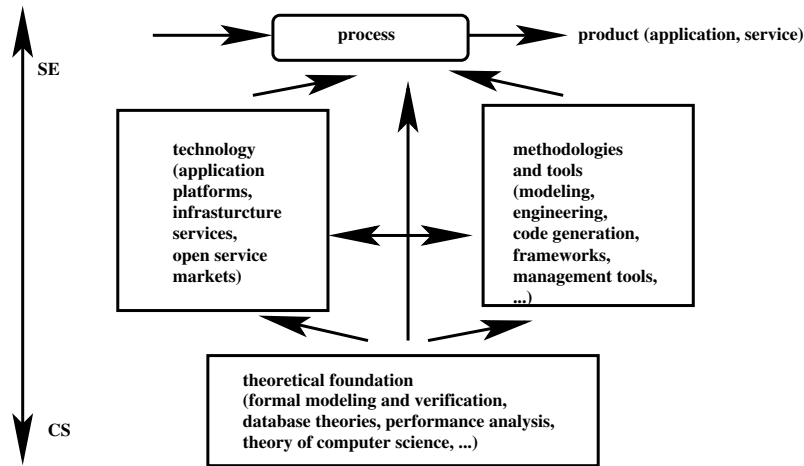 process
product (application, service)
SE
technology
(application
platforms,
infrasturcture
services,
open service
markets)
methodologies
and tools
(modeling,
engineering,
code generation,
frameworks,
management tools,
...)
theoretical foundation
(formal modeling and verification,
database theories, performance analysis,
theory of computer science, ...)
CS